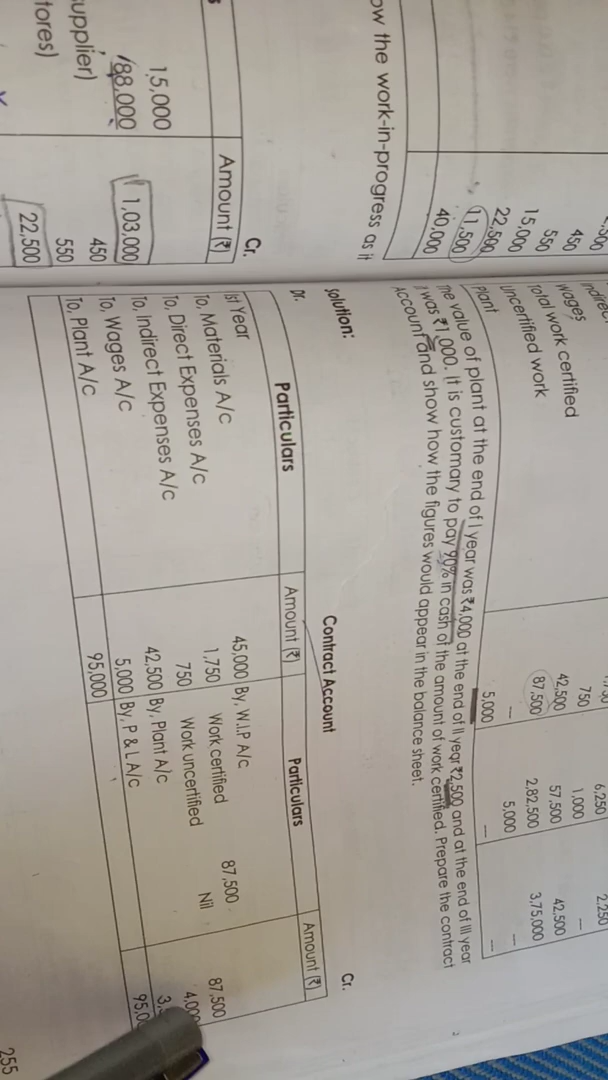 450
550
15,000
22,500
11,500
40,000
ow the work-in-progress as it
Cr.
Amount (₹)
15,000
88,000
1,03,000
upplier)
450
tores)
550
22,500
750
6,250
2,250
Wages
42,500
1,000
Total work certified
87,500
57,500
42,500
Uncertified work
—
2,82,500
3,75,000
Plant
5,000
5,000
—
—
—
he value of plant at the end of I year was ₹4,000 at the end of II year ₹2,500 and at the end of III year
was ₹1,000. It is customary to pay 90% in cash of the amount of work certified. Prepare the contract
Account and show how the figures would appear in the balance sheet.
Solution:
Contract Account
Dr.
Cr.
Particulars
Amount (₹)
Particulars
Amount (₹)
Ist Year
To, Materials A/c
45,000
By, W.I.P A/c
To, Direct Expenses A/c
1,750
Work certified
87,500
To, Indirect Expenses A/c
750
Work uncertified
Nil
87,500
To, Wages A/c
42,500
By, Plant A/c
To, Plant A/c
5,000
By, P & L A/c
95,000
255